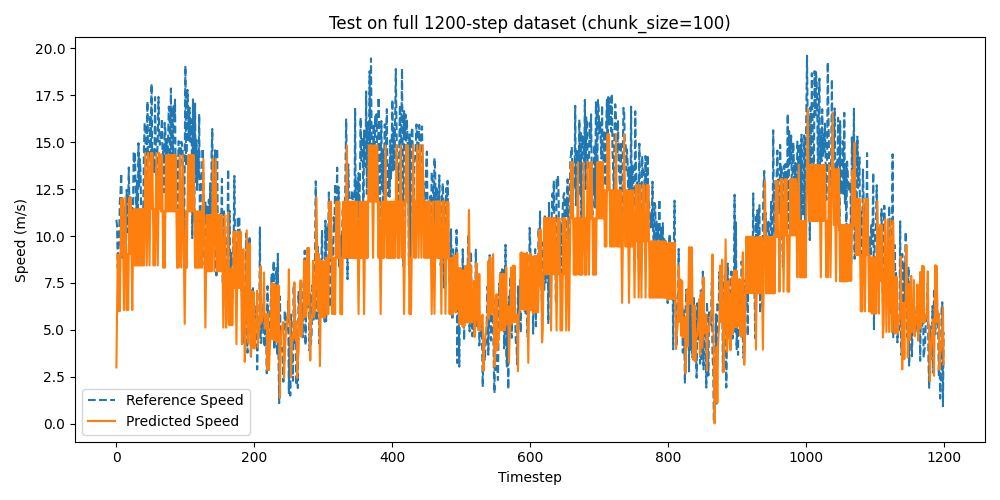 Test on full 1200-step dataset (chunk_size=100)
20.0
17.5
15.0
12.5
10.0
7.5
5.0
2.5
0.0
Speed (m/s)
Reference Speed
Predicted Speed
0 200 400 600 800 1000 1200
Timestep